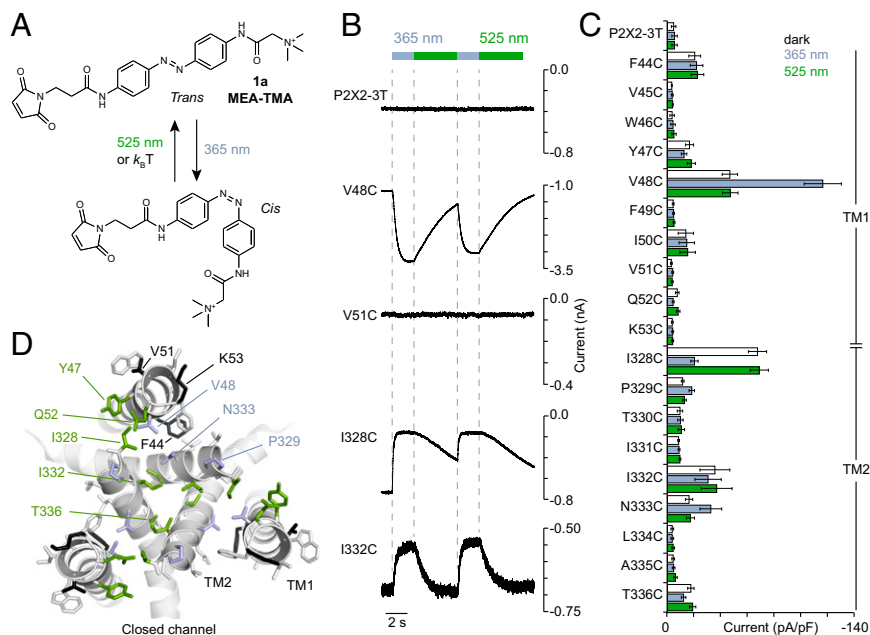 A
O
N
O
O
N
H
N
N
H
N
O
N+
Trans
1a
MEA-TMA
525 nm
or kBT
365 nm
O
N
O
O
N
H
N
N
Cis
NH
O
N+
B
365 nm
525 nm
P2X2-3T
0.0
-0.8
V48C
-1.0
-3.5
V51C
0.0
-0.4
I328C
0.0
-0.8
I332C
-0.50
-0.75
Current (nA)
2 s
C
dark
365 nm
525 nm
P2X2-3T
F44C
V45C
W46C
Y47C
V48C
F49C
I50C
V51C
Q52C
K53C
I328C
P329C
T330C
I331C
I332C
N333C
L334C
A335C
T336C
TM1
TM2
0
Current (pA/pF)
-140
D
V51
K53
Y47
V48
Q52
N333
I328
F44
P329
I332
T336
TM2
TM1
Closed channel